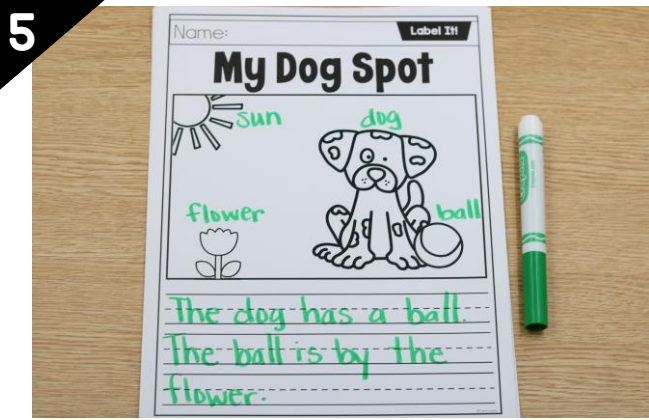 5
Name:
Label It!
My Dog Spot
sun
dog
flower
ball
The dog has a ball.
The ball is by the
flower.